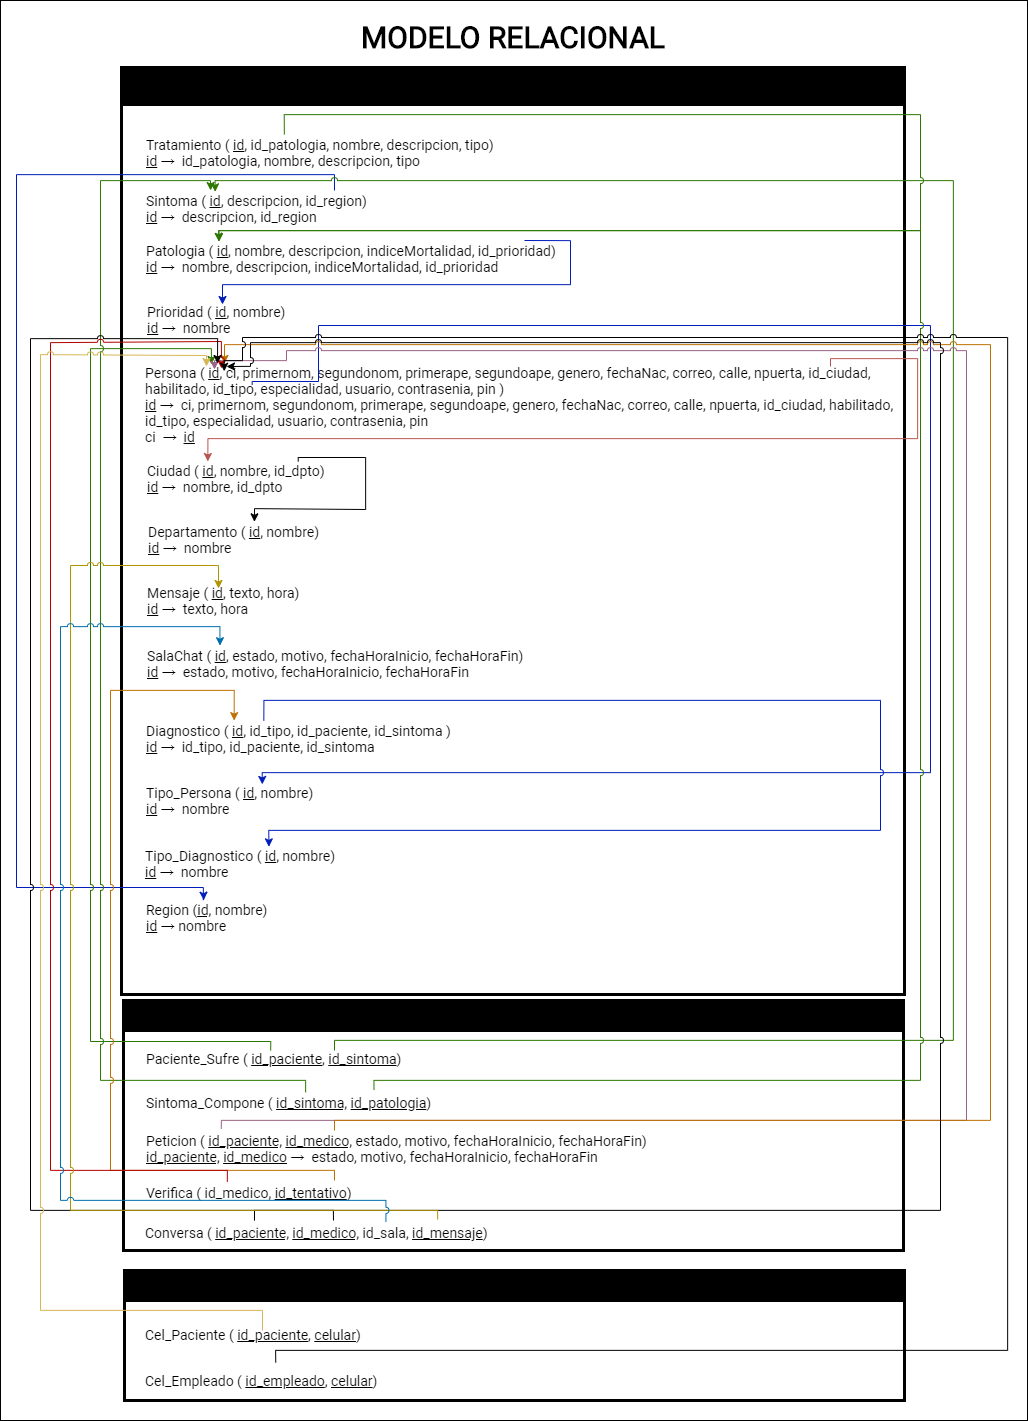 MODELO RELACIONAL
Tratamiento ( id, id_patologia, nombre, descripcion, tipo)
id → id_patologia, nombre, descripcion, tipo
Sintoma ( id, descripcion, id_region)
id → descripcion, id_region
Patologia ( id, nombre, descripcion, indiceMortalidad, id_prioridad)
id → nombre, descripcion, indiceMortalidad, id_prioridad
Prioridad ( id, nombre)
id → nombre
Persona ( id, ci, primernom, segundonom, primerape, segundoape, genero, fechaNac, correo, calle, npuerta, id_ciudad,
habilitado, id_tipo, especialidad, usuario, contrasenia, pin )
id → ci, primernom, segundonom, primerape, segundoape, genero, fechaNac, correo, calle, npuerta, id_ciudad, habilitado,
id_tipo, especialidad, usuario, contrasenia, pin
ci → id
Ciudad ( id, nombre, id_dpto)
id → nombre, id_dpto
Departamento ( id, nombre)
id → nombre
Mensaje ( id, texto, hora)
id → texto, hora
SalaChat ( id, estado, motivo, fechaHoraInicio, fechaHoraFin)
id → estado, motivo, fechaHoraInicio, fechaHoraFin
Diagnostico ( id, id_tipo, id_paciente, id_sintoma )
id → id_tipo, id_paciente, id_sintoma
Tipo_Persona ( id, nombre)
id → nombre
Tipo_Diagnostico ( id, nombre)
id → nombre
Region (id, nombre)
id → nombre
Paciente_Sufre ( id_paciente, id_sintoma)
Sintoma_Compone ( id_sintoma, id_patologia)
Peticion ( id_paciente, id_medico, estado, motivo, fechaHoraInicio, fechaHoraFin)
id_paciente, id_medico → estado, motivo, fechaHoraInicio, fechaHoraFin
Verifica ( id_medico, id_tentativo)
Conversa ( id_paciente, id_medico, id_sala, id_mensaje)
Cel_Paciente ( id_paciente, celular)
Cel_Empleado ( id_empleado, celular)